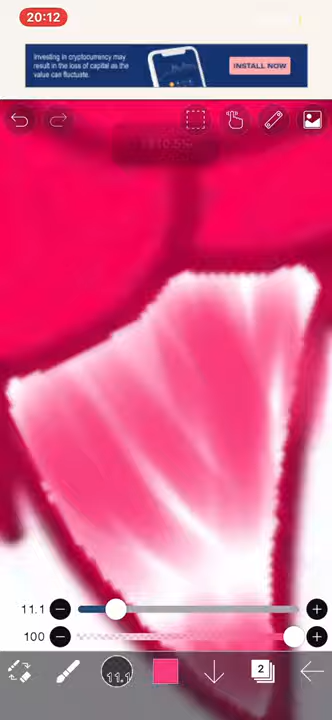 20:12
Investing in cryptocurrency may
result in the loss of capital as the
value can fluctuate.
INSTALL NOW
11.1
100
11.1
2